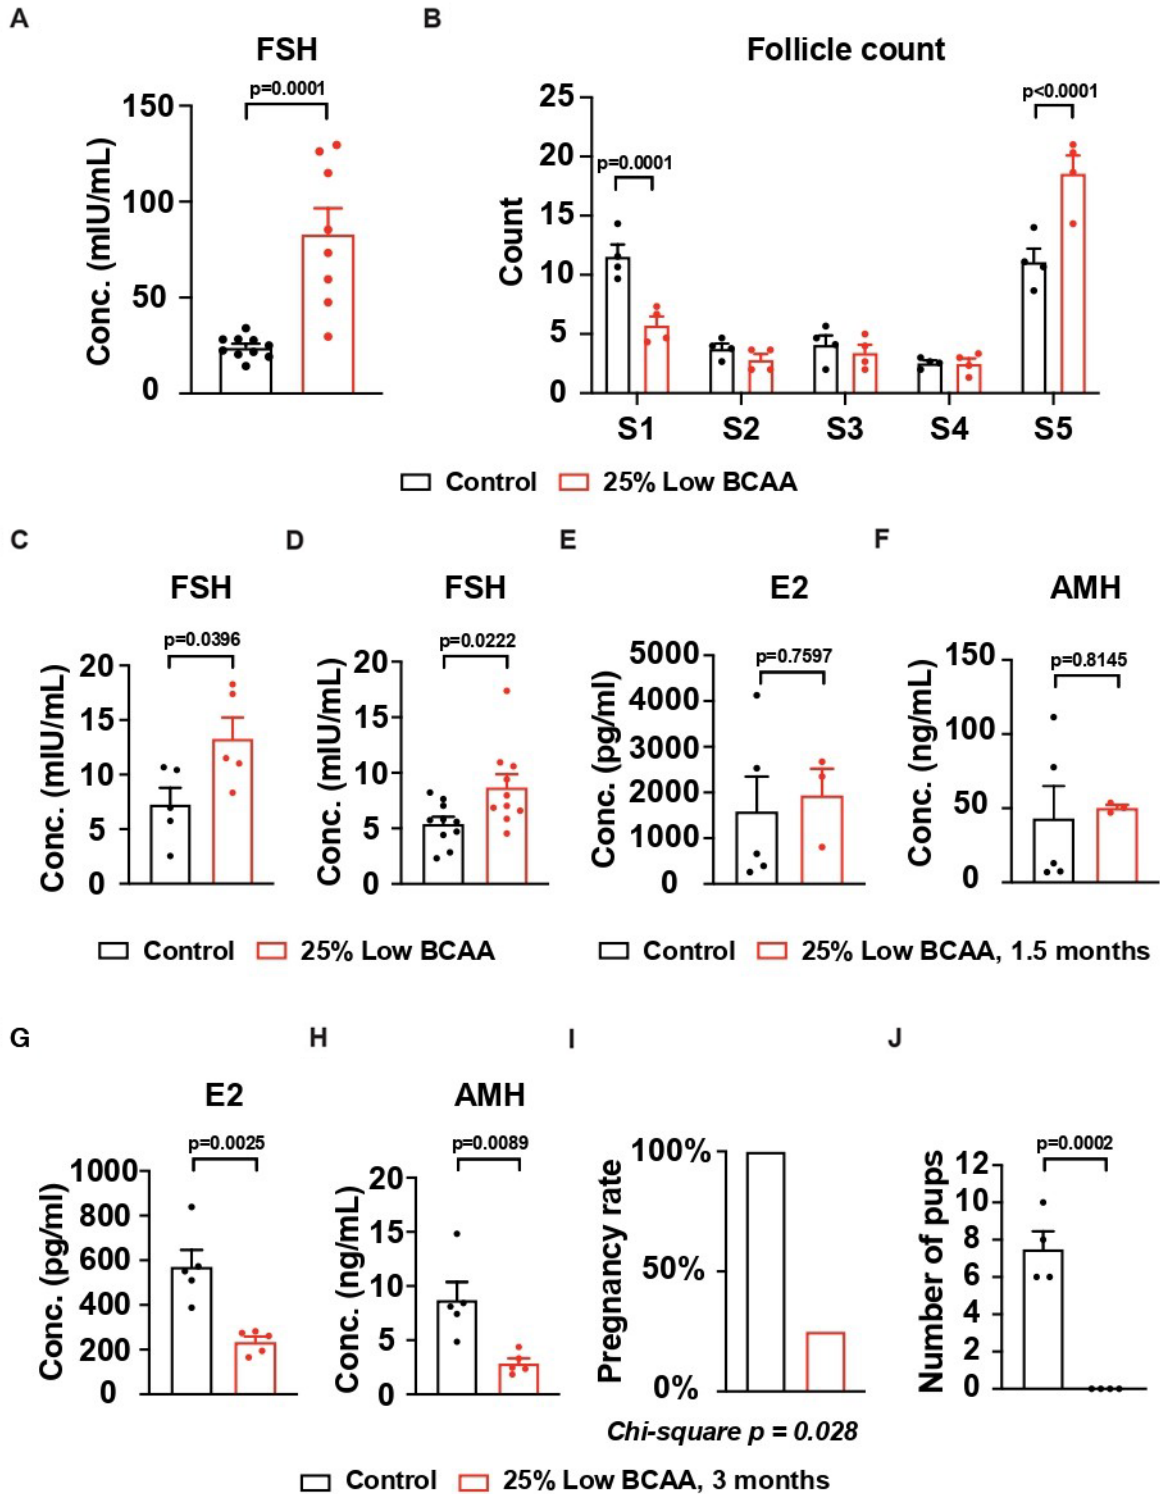 A
B
FSH
Follicle count
p=0.0001
p<0.0001
p=0.0001
Conc. (mIU/mL)
150
100
50
0
Count
25
20
15
10
5
0
S1 S2 S3 S4 S5
Control 25% Low BCAA
C
D
E
F
FSH
p=0.0396
Conc. (mIU/mL)
20
15
10
5
0
FSH
p=0.0222
Conc. (mIU/mL)
20
15
10
5
0
E2
p=0.7597
Conc. (pg/ml)
5000
4000
3000
2000
1000
0
AMH
p=0.8145
Conc. (ng/mL)
150
100
50
0
Control 25% Low BCAA
Control 25% Low BCAA, 1.5 months
G
H
I
J
E2
p=0.0025
Conc. (pg/ml)
1000
800
600
400
200
0
AMH
p=0.0089
Conc. (ng/mL)
20
15
10
5
0
Pregnancy rate
100%
50%
0%
Chi-square p = 0.028
p=0.0002
Number of pups
12
10
8
6
4
2
0
Control 25% Low BCAA, 3 months